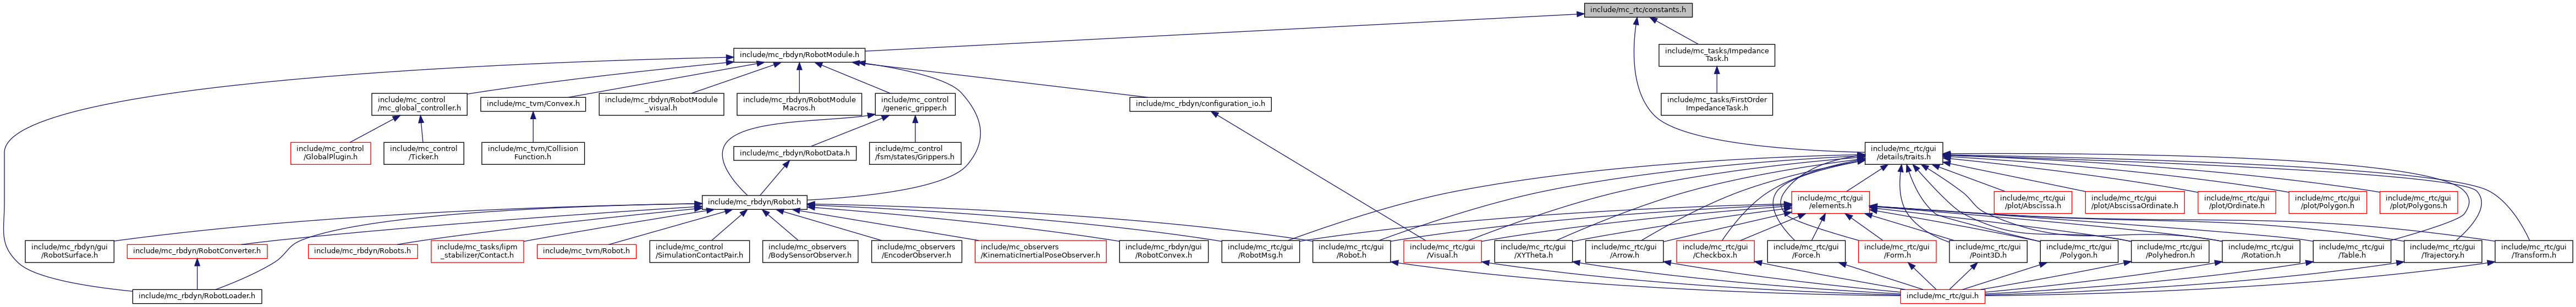 include/mc_rtc/constants.h
include/mc_rbdyn/RobotModule.h
include/mc_tasks/Impedance
Task.h
include/mc_control
/mc_global_controller.h
include/mc_tvm/Convex.h
include/mc_rbdyn/RobotModule
_visual.h
include/mc_rbdyn/RobotModule
Macros.h
include/mc_control
/generic_gripper.h
include/mc_rbdyn/configuration_io.h
include/mc_tasks/FirstOrder
ImpedanceTask.h
include/mc_control
/GlobalPlugin.h
include/mc_control
/Ticker.h
include/mc_tvm/Collision
Function.h
include/mc_rbdyn/RobotData.h
include/mc_control
/fsm/states/Grippers.h
include/mc_rtc/gui
/details/traits.h
include/mc_rbdyn/Robot.h
include/mc_rtc/gui
/elements.h
include/mc_rtc/gui
/plot/Abscissa.h
include/mc_rtc/gui
/plot/AbscissaOrdinate.h
include/mc_rtc/gui
/plot/Ordinate.h
include/mc_rtc/gui
/plot/Polygon.h
include/mc_rtc/gui
/plot/Polygons.h
include/mc_rbdyn/gui
/RobotSurface.h
include/mc_rbdyn/RobotConverter.h
include/mc_rbdyn/Robots.h
include/mc_tasks/lipm
_stabilizer/Contact.h
include/mc_tvm/Robot.h
include/mc_control
/SimulationContactPair.h
include/mc_observers
/BodySensorObserver.h
include/mc_observers
/EncoderObserver.h
include/mc_observers
/KinematicInertialPoseObserver.h
include/mc_rbdyn/gui
/RobotConvex.h
include/mc_rtc/gui
/RobotMsg.h
include/mc_rtc/gui
/Robot.h
include/mc_rtc/gui
/Visual.h
include/mc_rtc/gui
/XYTheta.h
include/mc_rtc/gui
/Arrow.h
include/mc_rtc/gui
/Checkbox.h
include/mc_rtc/gui
/Force.h
include/mc_rtc/gui
/Form.h
include/mc_rtc/gui
/Point3D.h
include/mc_rtc/gui
/Polygon.h
include/mc_rtc/gui
/Polyhedron.h
include/mc_rtc/gui
/Rotation.h
include/mc_rtc/gui
/Table.h
include/mc_rtc/gui
/Trajectory.h
include/mc_rtc/gui
/Transform.h
include/mc_rbdyn/RobotLoader.h
include/mc_rtc/gui.h